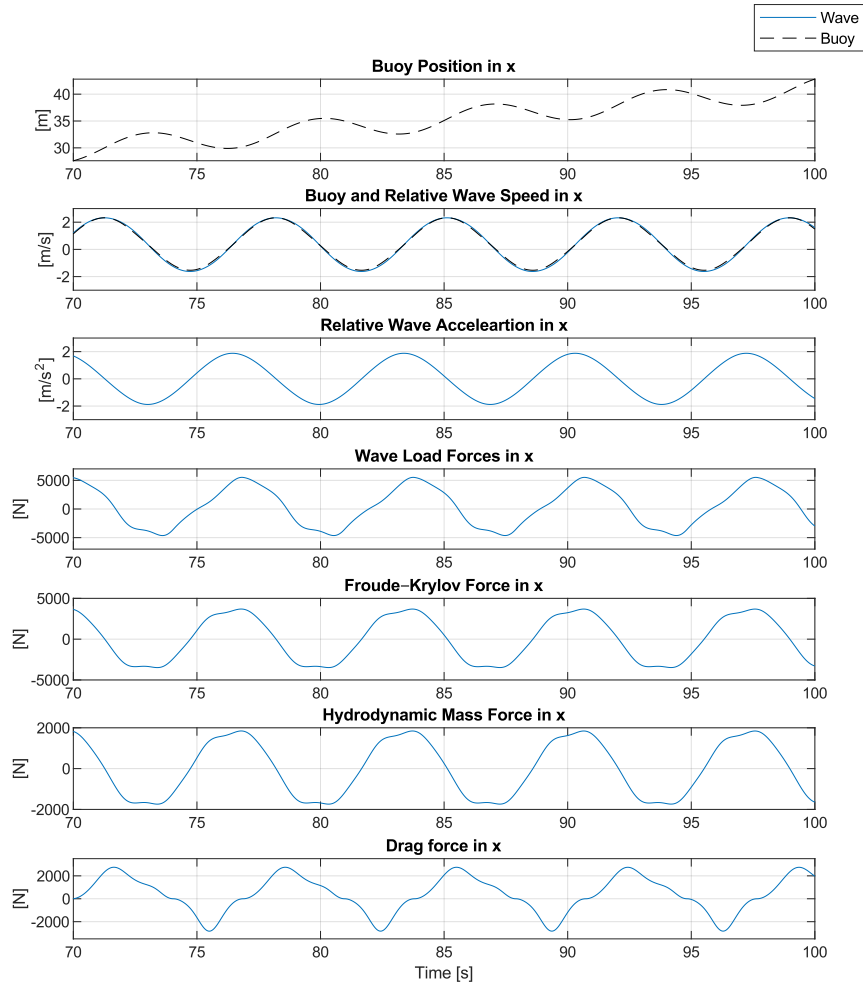 Wave
Buoy
Buoy Position in x
40
35
30
[m]
70 75 80 85 90 95 100
Buoy and Relative Wave Speed in x
2
0
-2
[m/s]
70 75 80 85 90 95 100
Relative Wave Acceleartion in x
2
0
-2
[m/s²]
70 75 80 85 90 95 100
Wave Load Forces in x
5000
0
-5000
[N]
70 75 80 85 90 95 100
Froude−Krylov Force in x
5000
0
-5000
[N]
70 75 80 85 90 95 100
Hydrodynamic Mass Force in x
2000
0
-2000
[N]
70 75 80 85 90 95 100
Drag force in x
2000
0
-2000
[N]
70 75 80 85 90 95 100
Time [s]